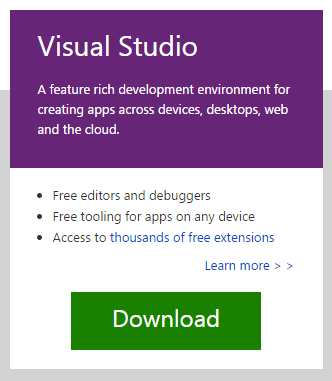 Visual Studio
A feature rich development environment for
creating apps across devices, desktops, web
and the cloud.
• Free editors and debuggers
• Free tooling for apps on any device
• Access to thousands of free extensions
Learn more > >
Download